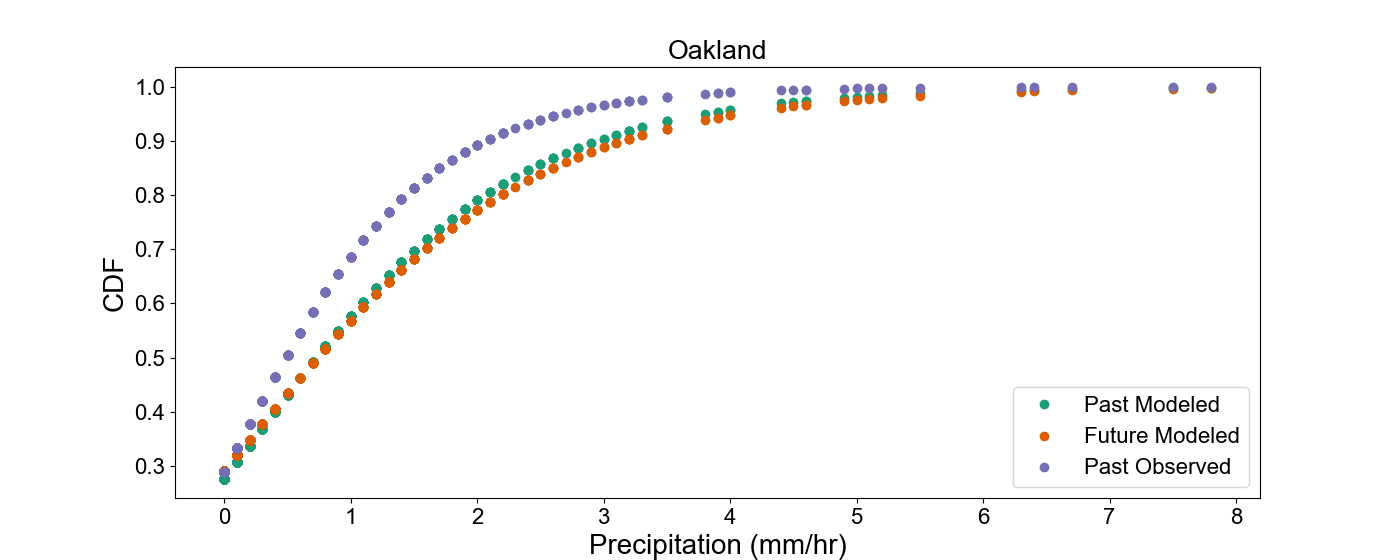 Oakland
CDF
1.0
0.9
0.8
0.7
0.6
0.5
0.4
0.3
Past Modeled
Future Modeled
Past Observed
0 1 2 3 4 5 6 7 8
Precipitation (mm/hr)